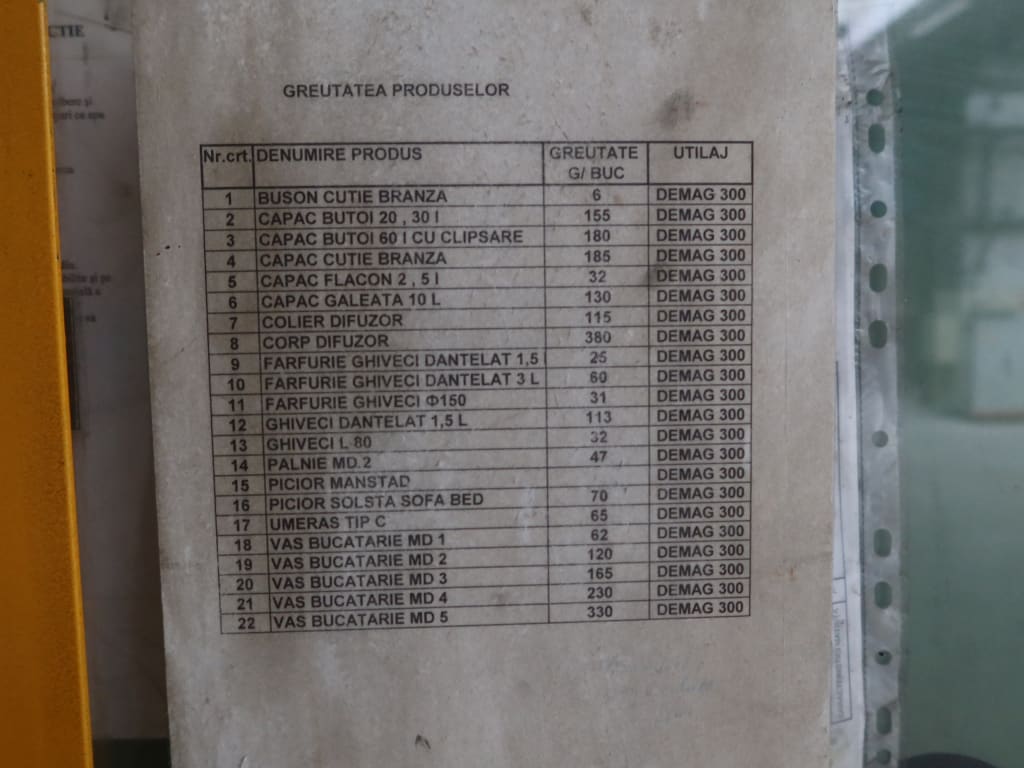 CTIE
GREUTATEA PRODUSELOR
Nr.crt. DENUMIRE PRODUS GREUTATE G/ BUC UTILAJ
1 BUSON CUTIE BRANZA 6 DEMAG 300
2 CAPAC BUTOI 20 , 30 l 155 DEMAG 300
3 CAPAC BUTOI 60 l CU CLIPSARE 180 DEMAG 300
4 CAPAC CUTIE BRANZA 185 DEMAG 300
5 CAPAC FLACON 2 , 5 l 32 DEMAG 300
6 CAPAC GALEATA 10 L 130 DEMAG 300
7 COLIER DIFUZOR 115 DEMAG 300
8 CORP DIFUZOR 380 DEMAG 300
9 FARFURIE GHIVECI DANTELAT 1.5 25 DEMAG 300
10 FARFURIE GHIVECI DANTELAT 3 L 60 DEMAG 300
11 FARFURIE GHIVECI Φ150 31 DEMAG 300
12 GHIVECI DANTELAT 1,5 L 113 DEMAG 300
13 GHIVECI L 80 32 DEMAG 300
14 PALNIE MD.2 47 DEMAG 300
15 PICIOR MANSTAD DEMAG 300
16 PICIOR SOLSTA SOFA BED 70 DEMAG 300
17 UMERAS TIP C 65 DEMAG 300
18 VAS BUCATARIE MD 1 62 DEMAG 300
19 VAS BUCATARIE MD 2 120 DEMAG 300
20 VAS BUCATARIE MD 3 165 DEMAG 300
21 VAS BUCATARIE MD 4 230 DEMAG 300
22 VAS BUCATARIE MD 5 330 DEMAG 300